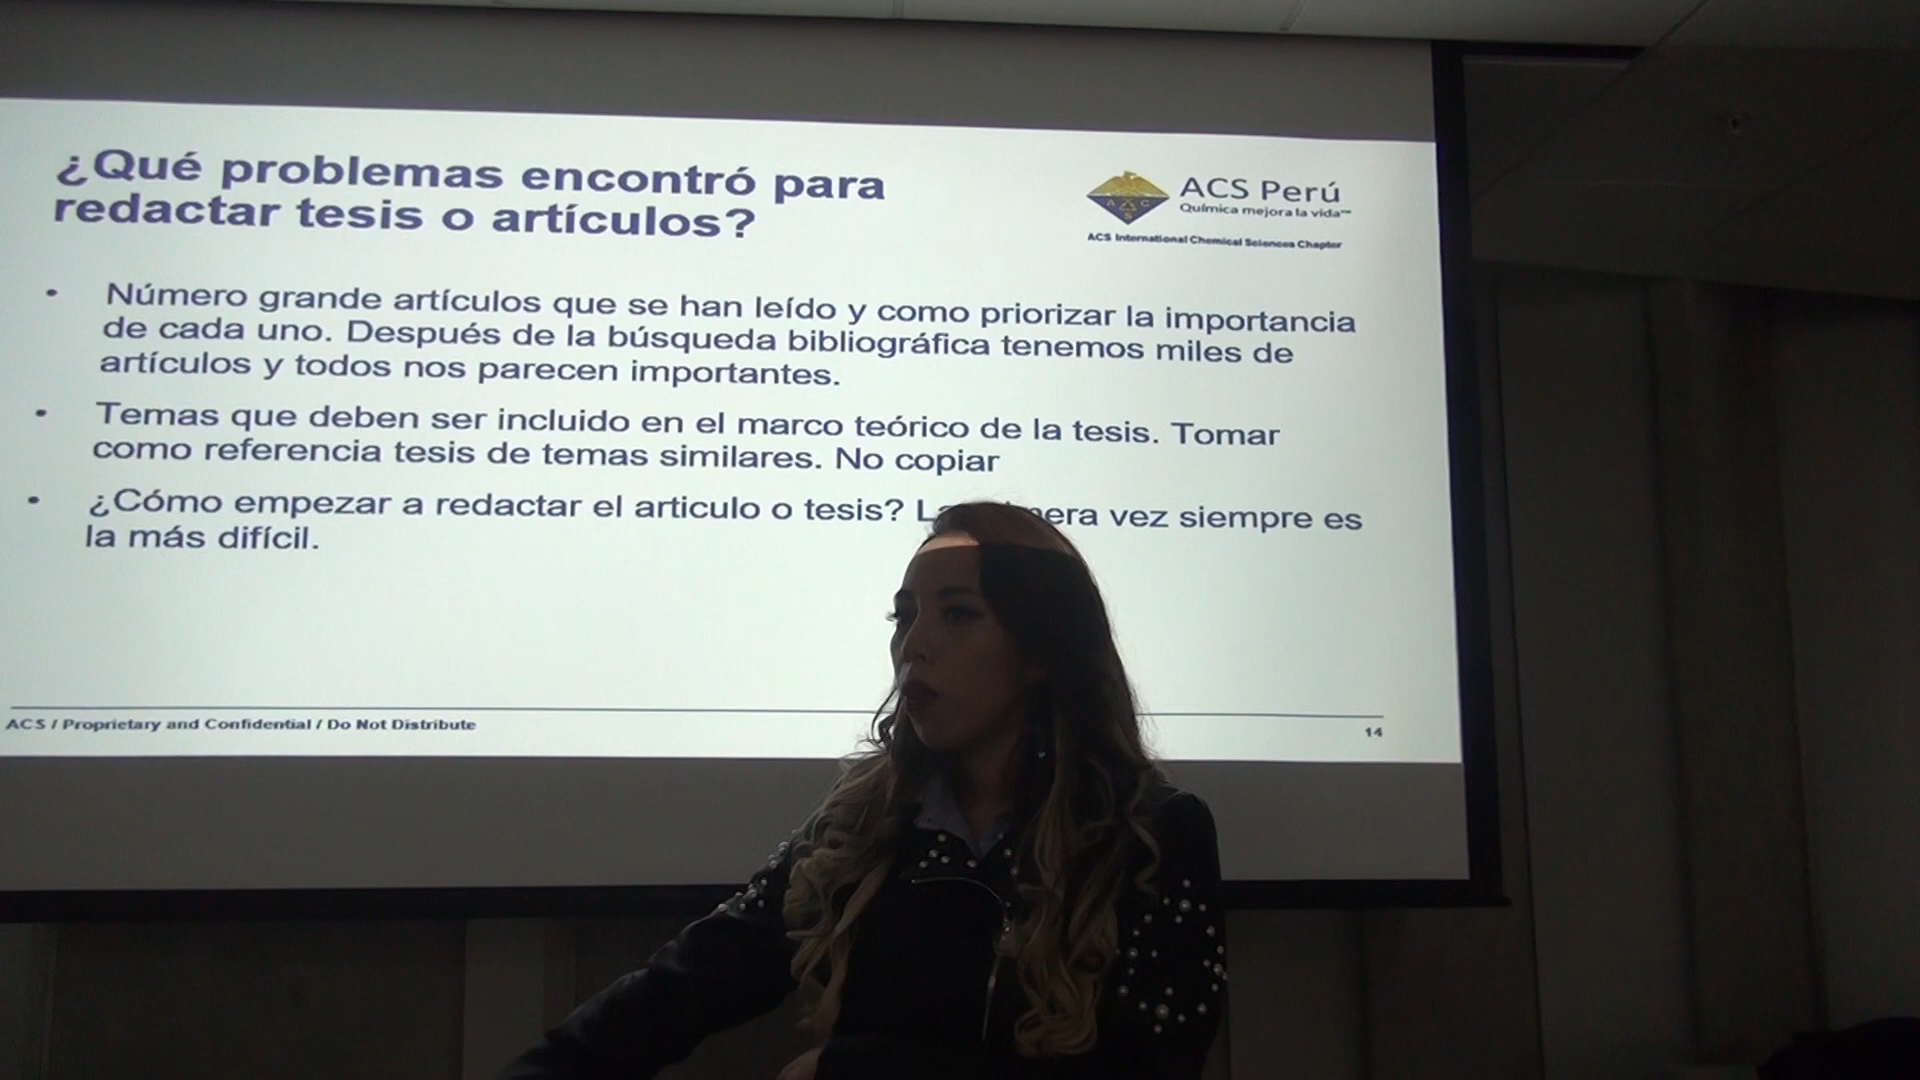 ¿Qué problemas encontró para
redactar tesis o artículos?
ACS Perú
Química mejora la vida™
ACS International Chemical Sciences Chapter
• Número grande artículos que se han leído y como priorizar la importancia
de cada uno. Después de la búsqueda bibliográfica tenemos miles de
artículos y todos nos parecen importantes.
• Temas que deben ser incluido en el marco teórico de la tesis. Tomar
como referencia tesis de temas similares. No copiar
• ¿Cómo empezar a redactar el articulo o tesis? vez siempre es
la más difícil.
ACS / Proprietary and Confidential / Do Not Distribute
14